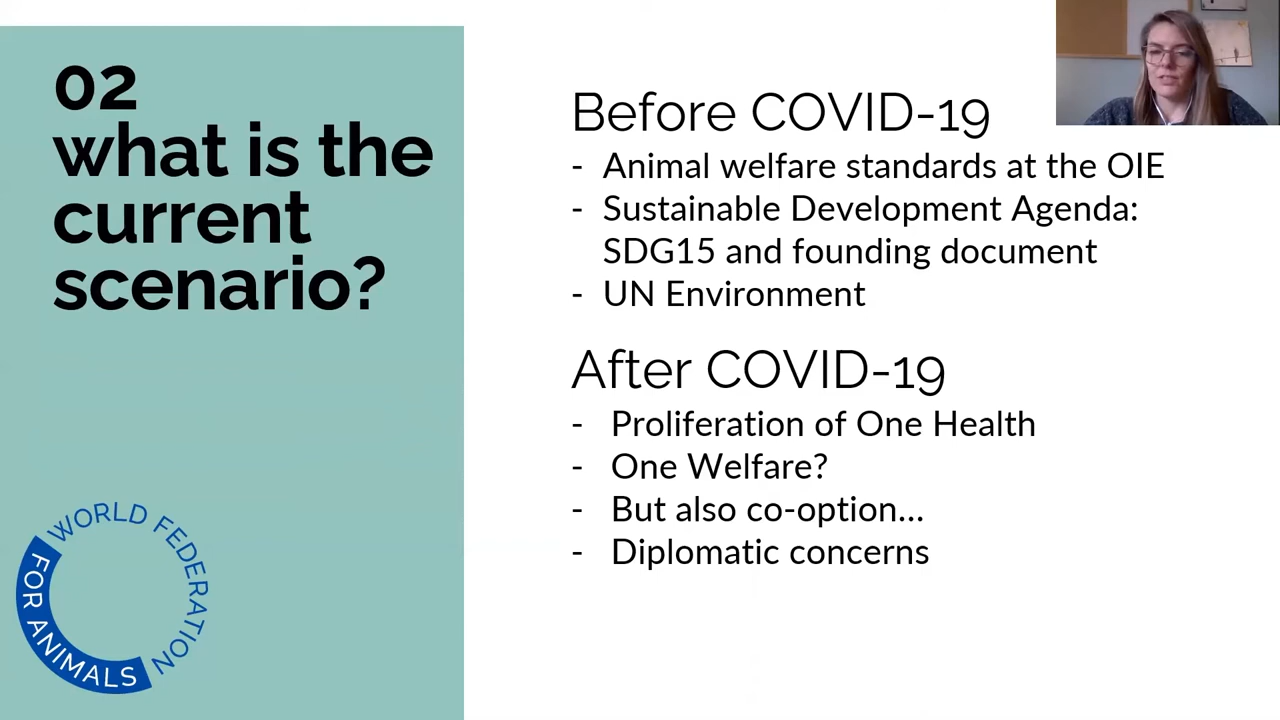 02
what is the
current
scenario?
Before COVID-19
- Animal welfare standards at the OIE
- Sustainable Development Agenda:
SDG15 and founding document
- UN Environment
After COVID-19
- Proliferation of One Health
- One Welfare?
- But also co-option...
- Diplomatic concerns
WORLD FEDERATION
FOR ANIMALS